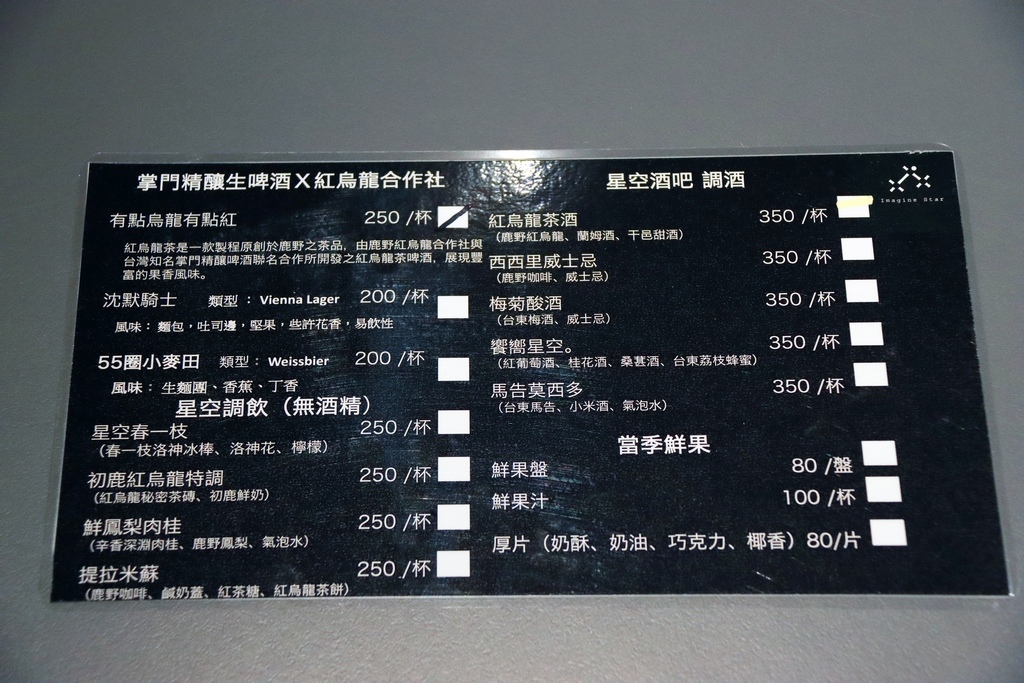 掌門精釀生啤酒X紅烏龍合作社
有點烏龍有點紅 250 /杯
紅烏龍茶是一款製程原創於鹿野之茶品，由鹿野紅烏龍合作社與
台灣知名掌門精釀啤酒聯名合作所開發之紅烏龍茶啤酒，展現豐
富的果香風味。
沈默騎士 類型：Vienna Lager 200 /杯
風味：麵包，吐司邊，堅果，些許花香，易飲性
55圈小麥田 類型：Weissbier 200 /杯
風味：生麵團、香蕉、丁香
星空調飲（無酒精）
星空春一枝 250 /杯
（春一枝洛神冰棒、洛神花、檸檬）
初鹿紅烏龍特調 250 /杯
（紅烏龍秘密茶磚、初鹿鮮奶）
鮮鳳梨肉桂 250 /杯
（辛香深淵肉桂、鹿野鳳梨、氣泡水）
提拉米蘇 250 /杯
（鹿野咖啡、鹹奶蓋、紅茶糖、紅烏龍茶餅）
星空酒吧 調酒
Imagine Star
紅烏龍茶酒 350 /杯
（鹿野紅烏龍、蘭姆酒、干邑甜酒）
西西里威士忌 350 /杯
（鹿野咖啡、威士忌）
梅菊酸酒 350 /杯
（台東梅酒、威士忌）
饗嚮星空。 350 /杯
（紅葡萄酒、桂花酒、桑葚酒、台東荔枝蜂蜜）
馬告莫西多 350 /杯
（台東馬告、小米酒、氣泡水）
當季鮮果
鮮果盤 80 /盤
鮮果汁 100 /杯
厚片（奶酥、奶油、巧克力、椰香）80/片